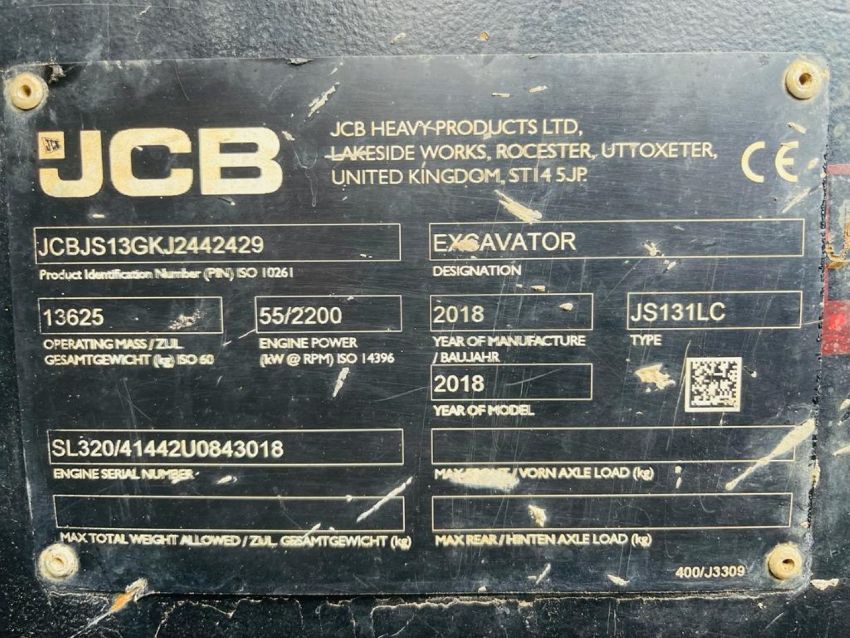 JCB
JCB HEAVY PRODUCTS LTD,
LAKESIDE WORKS, ROCESTER, UTTOXETER,
UNITED KINGDOM, ST14 5JP.
CE
JCBJS13GKJ2442429
Product Identification Number (PIN) ISO 10261
EXCAVATOR
DESIGNATION
13625
OPERATING MASS / ZUL
GESAMTGEWICHT (kg) ISO 60
55/2200
ENGINE POWER
(kW @ RPM) ISO 14396
2018
YEAR OF MANUFACTURE
/ BAUJAHR
JS131LC
TYPE
2018
YEAR OF MODEL
SL320/41442U0843018
ENGINE SERIAL NUMBER
MAX FRONT / VORN AXLE LOAD (kg)
MAX TOTAL WEIGHT ALLOWED / ZUL. GESAMTGEWICHT (kg)
MAX REAR / HINTEN AXLE LOAD (kg)
400/J3309